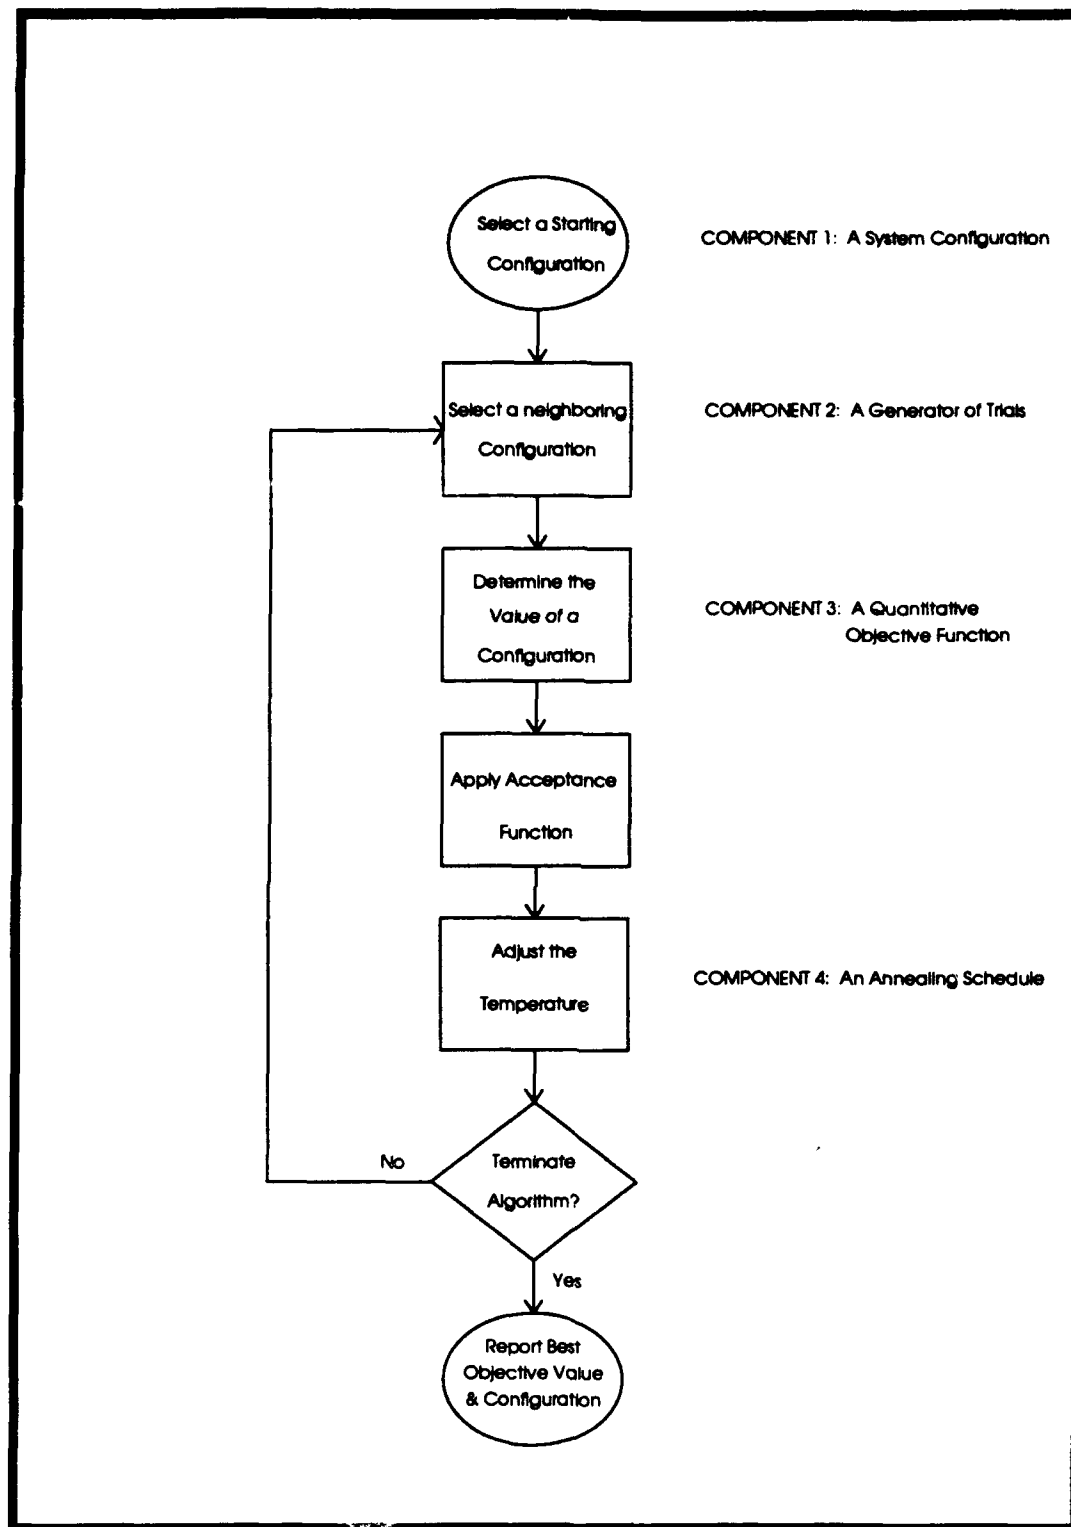 Select a Starting
Configuration
COMPONENT 1: A System Configuration
Select a neighboring
Configuration
COMPONENT 2: A Generator of Trials
Determine the
Value of a
Configuration
COMPONENT 3: A Quantitative
Objective Function
Apply Acceptance
Function
Adjust the
Temperature
COMPONENT 4: An Annealing Schedule
No
Terminate
Algorithm?
Yes
Report Best
Objective Value
& Configuration